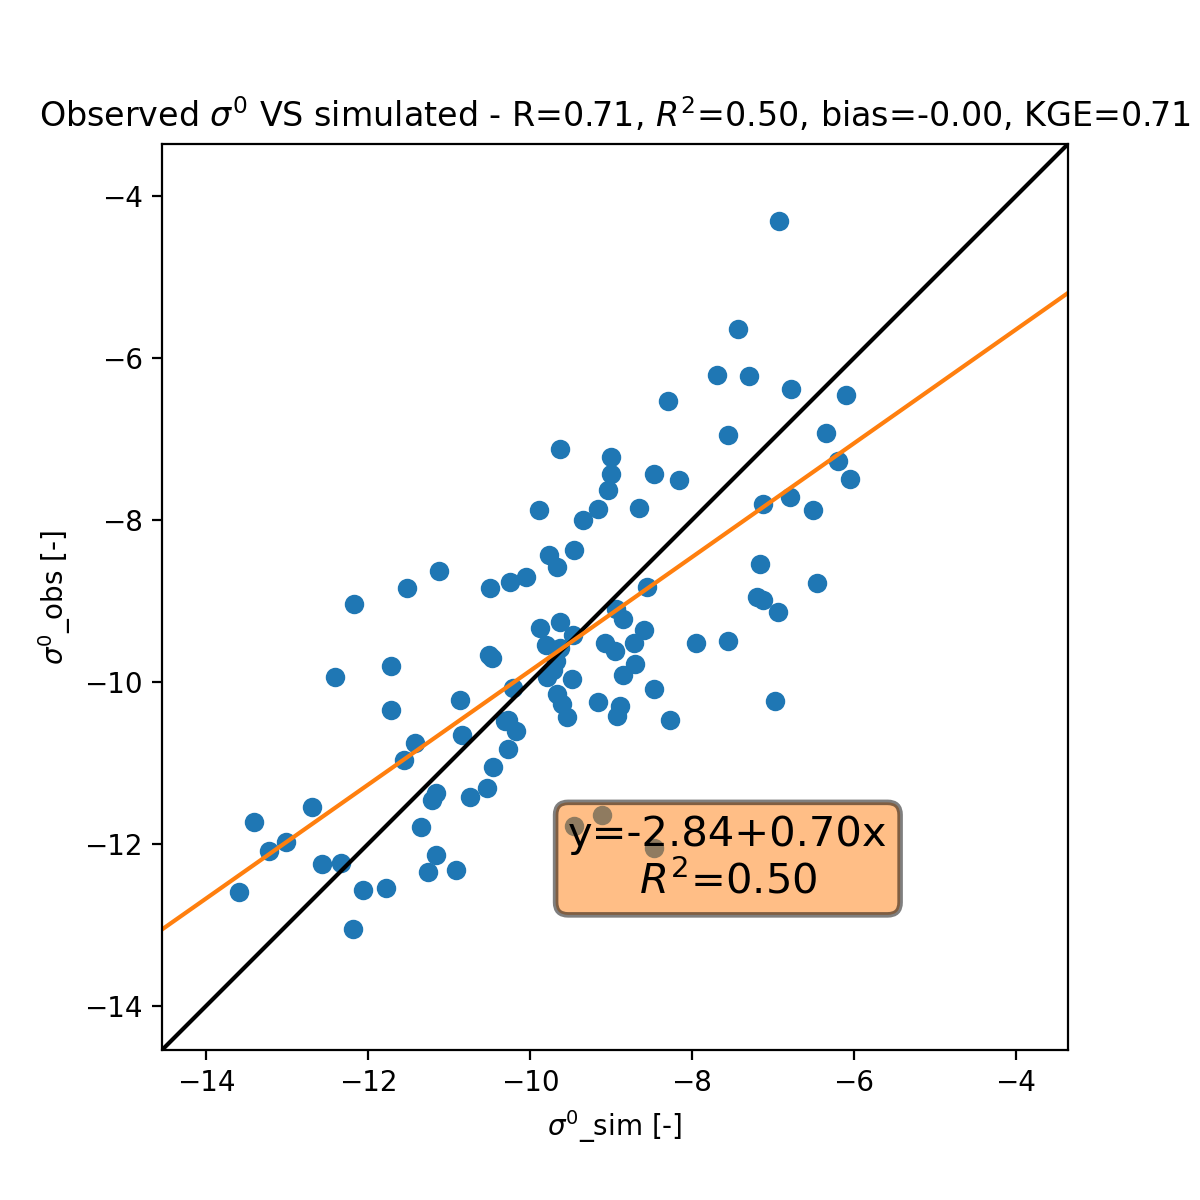 Observed σ⁰ VS simulated - R=0.71, R²=0.50, bias=-0.00, KGE=0.71
−4
−6
−8
−10
−12
−14
σ⁰_obs [-]
y=-2.84+0.70x
R²=0.50
−14 −12 −10 −8 −6 −4
σ⁰_sim [-]